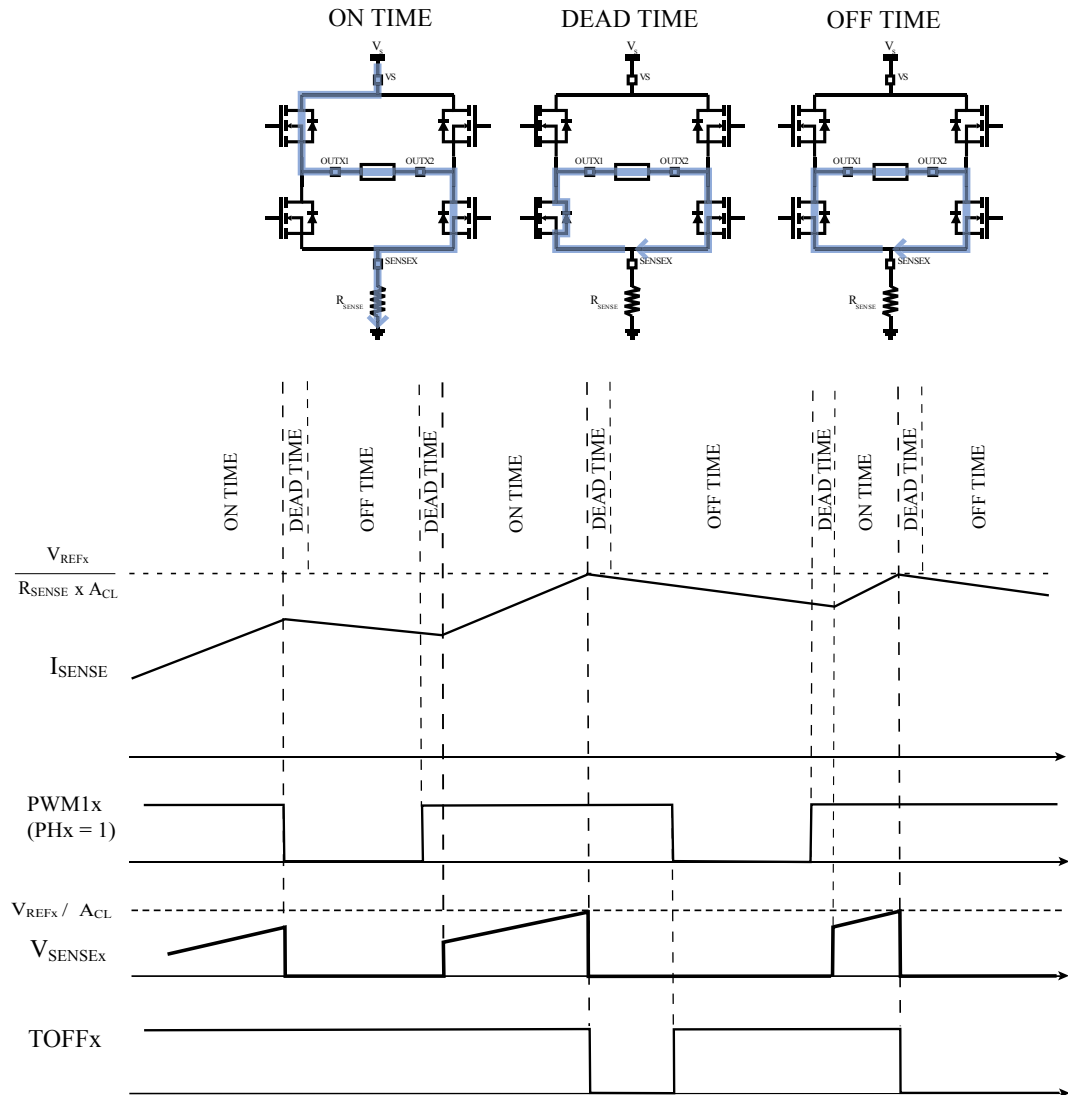 ON TIME
DEAD TIME
OFF TIME
Vs
Vs
Vs
VS
VS
VS
OUTX1
OUTX2
OUTX1
OUTX2
OUTX1
OUTX2
SENSEX
SENSEX
SENSEX
RSENSE
RSENSE
RSENSE
ON TIME
DEAD TIME
OFF TIME
DEAD TIME
ON TIME
DEAD TIME
OFF TIME
DEAD TIME
ON TIME
DEAD TIME
OFF TIME
VREFx
RSENSE x ACL
ISENSE
PWM1x
(PHx = 1)
VREFx / ACL
VSENSEx
TOFFx